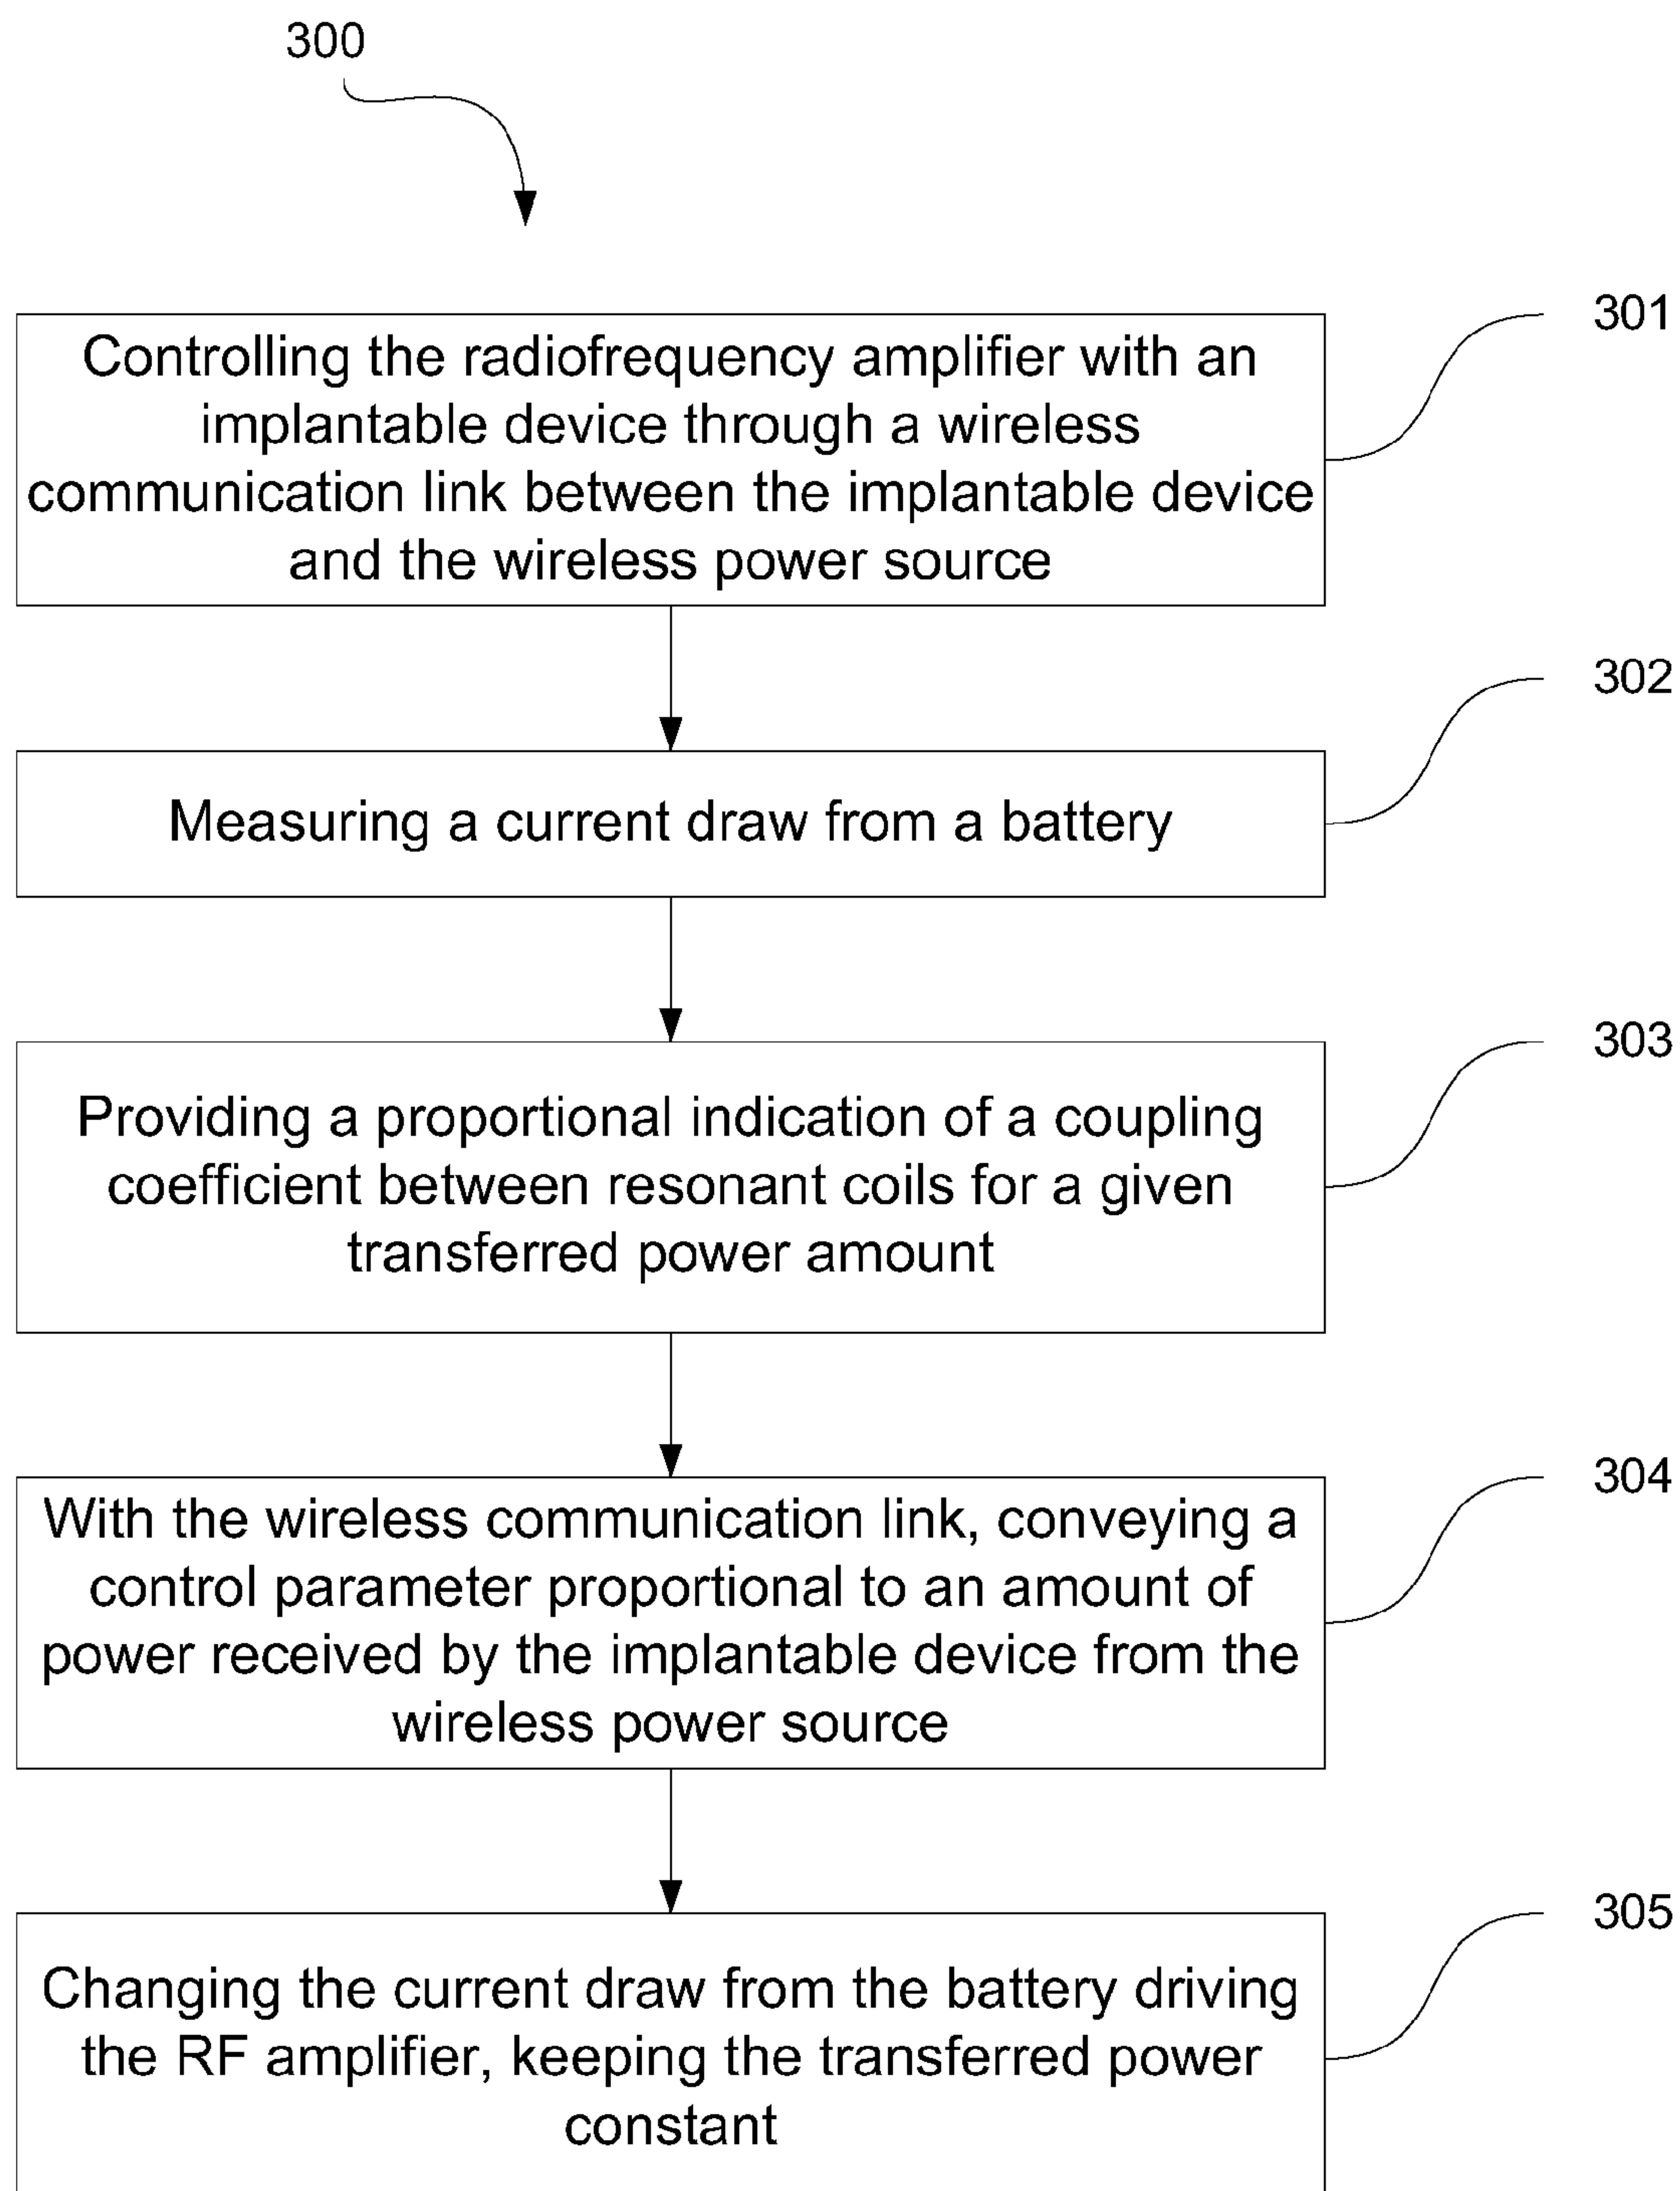 300
301
Controlling the radiofrequency amplifier with an
implantable device through a wireless
communication link between the implantable device
and the wireless power source
302
Measuring a current draw from a battery
303
Providing a proportional indication of a coupling
coefficient between resonant coils for a given
transferred power amount
304
With the wireless communication link, conveying a
control parameter proportional to an amount of
power received by the implantable device from the
wireless power source
305
Changing the current draw from the battery driving
the RF amplifier, keeping the transferred power
constant